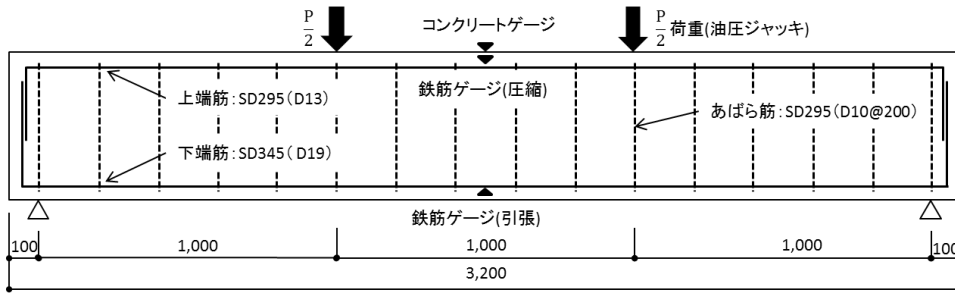 P/2
コンクリートゲージ
P/2 荷重(油圧ジャッキ)
上端筋:SD295(D13)
鉄筋ゲージ(圧縮)
あばら筋:SD295(D10@200)
下端筋:SD345(D19)
鉄筋ゲージ(引張)
100
1,000
1,000
1,000
100
3,200